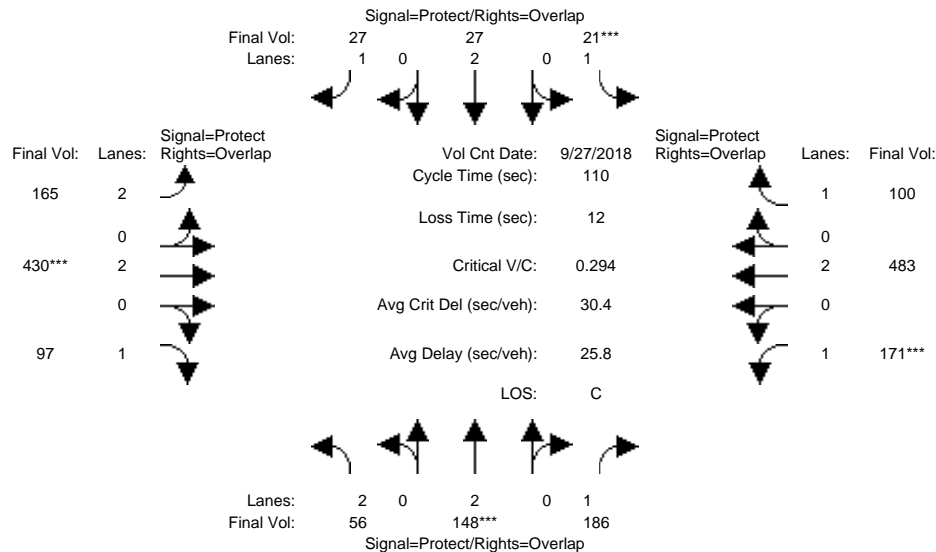 Signal=Protect/Rights=Overlap
Final Vol: 27 27 21***
Lanes: 1 0 2 0 1
Signal=Protect
Final Vol: Lanes: Rights=Overlap
Vol Cnt Date: 9/27/2018
Signal=Protect
Rights=Overlap Lanes: Final Vol:
Cycle Time (sec): 110
165 2 1 100
Loss Time (sec): 12
0 0
430*** 2 Critical V/C: 0.294 2 483
0 Avg Crit Del (sec/veh): 30.4 0
97 1 Avg Delay (sec/veh): 25.8 1 171***
LOS: C
Lanes: 2 0 2 0 1
Final Vol: 56 148*** 186
Signal=Protect/Rights=Overlap